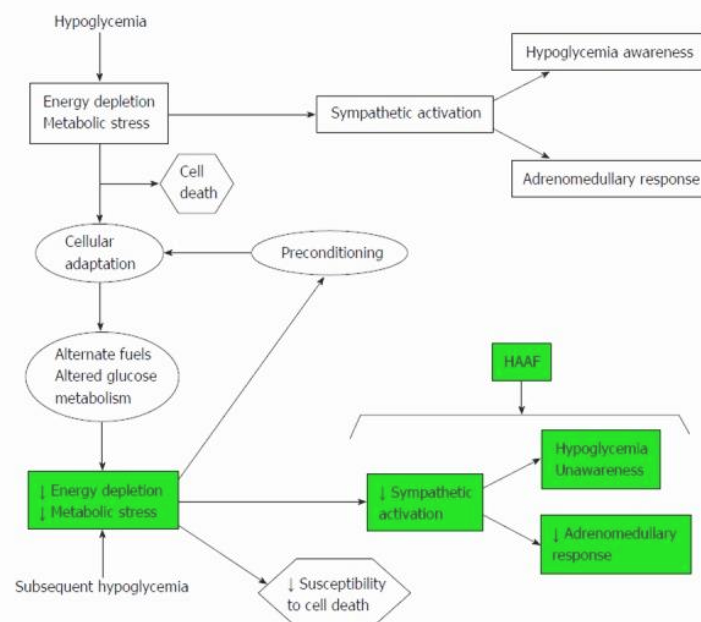 Hypoglycemia
Hypoglycemia awareness
Energy depletion
Metabolic stress
Sympathetic activation
Cell
death
Adrenomedullary response
Cellular
adaptation
Preconditioning
Alternate fuels
Altered glucose
metabolism
HAAF
Hypoglycemia
Unawareness
↓ Energy depletion
↓ Metabolic stress
↓ Sympathetic
activation
↓ Adrenomedullary
response
Subsequent hypoglycemia
↓ Susceptibility
to cell death